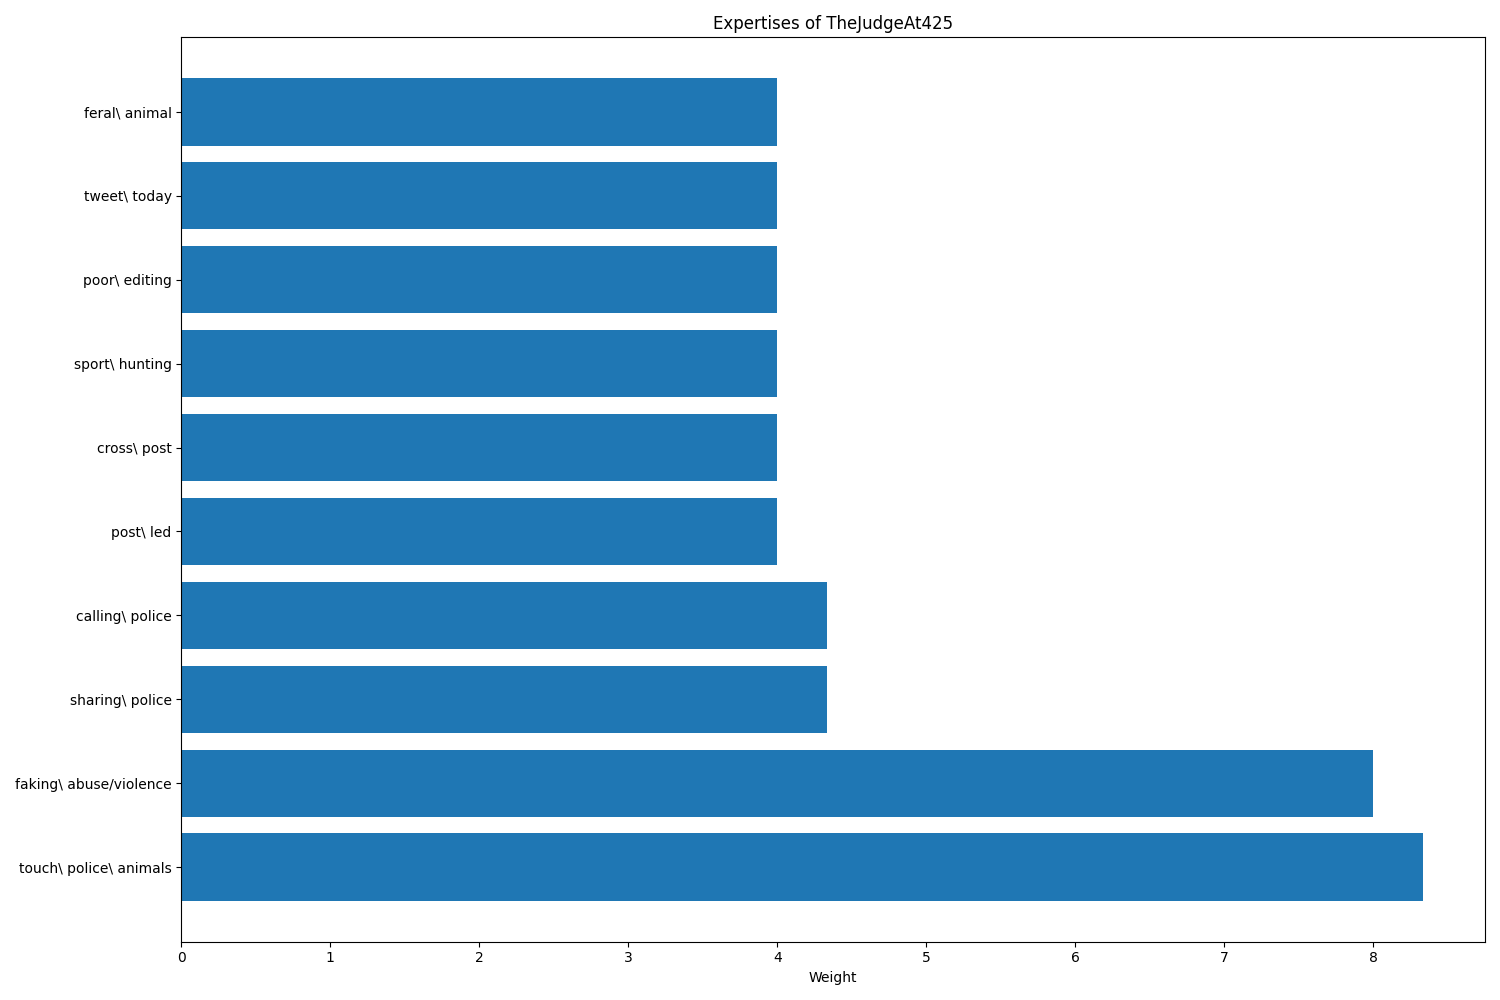 Expertises of TheJudgeAt425
feral\ animal
tweet\ today
poor\ editing
sport\ hunting
cross\ post
post\ led
calling\ police
sharing\ police
faking\ abuse/violence
touch\ police\ animals
0 1 2 3 4 5 6 7 8
Weight